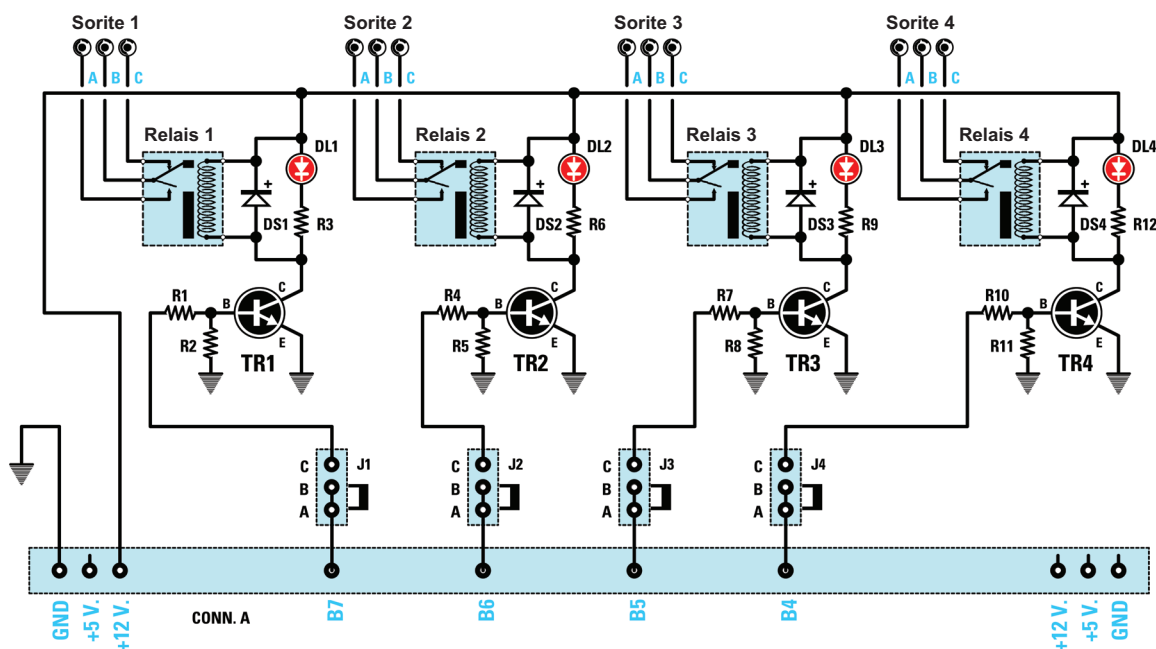 Sorite 1 Sorite 2 Sorite 3 Sorite 4
A B C A B C A B C A B C
Relais 1 Relais 2 Relais 3 Relais 4
DL1 DL2 DL3 DL4
+ + + +
DS1 R3 DS2 R6 DS3 R9 DS4 R12
R1 B C R4 B C R7 B C R10 B C
R2 E R5 E R8 E R11 E
TR1 TR2 TR3 TR4
C J1 C J2 C J3 C J4
B B B B
A A A A
GND +5 V. +12 V. B7 B6 B5 B4 +12 V. +5 V. GND
CONN. A